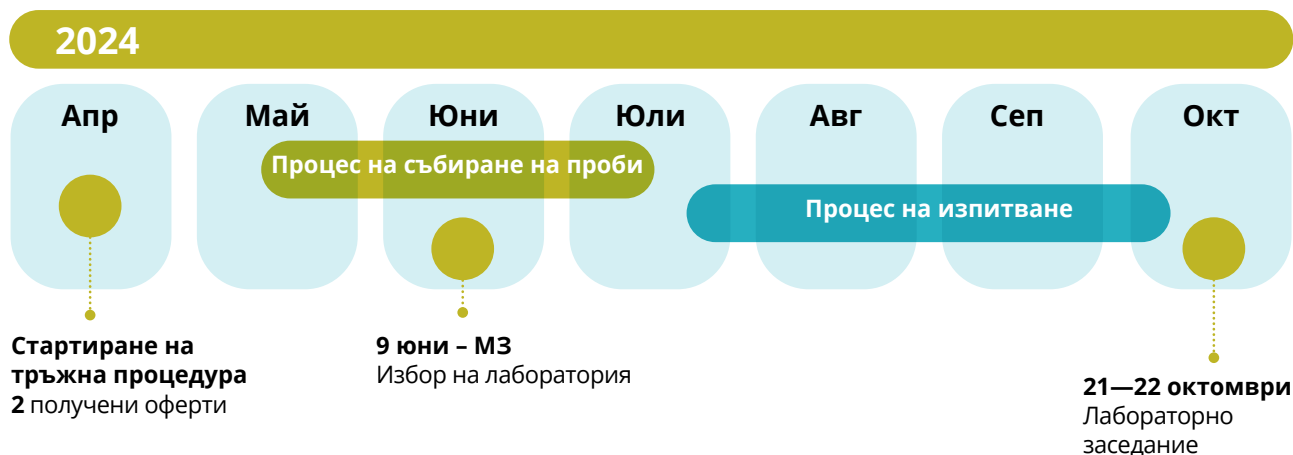 2024
Апр
Май
Юни
Юли
Авг
Сеп
Окт
Процес на събиране на проби
Процес на изпитване
Стартиране на
тръжна процедура
2 получени оферти
9 юни – МЗ
Избор на лаборатория
21—22 октомври
Лабораторно
заседание